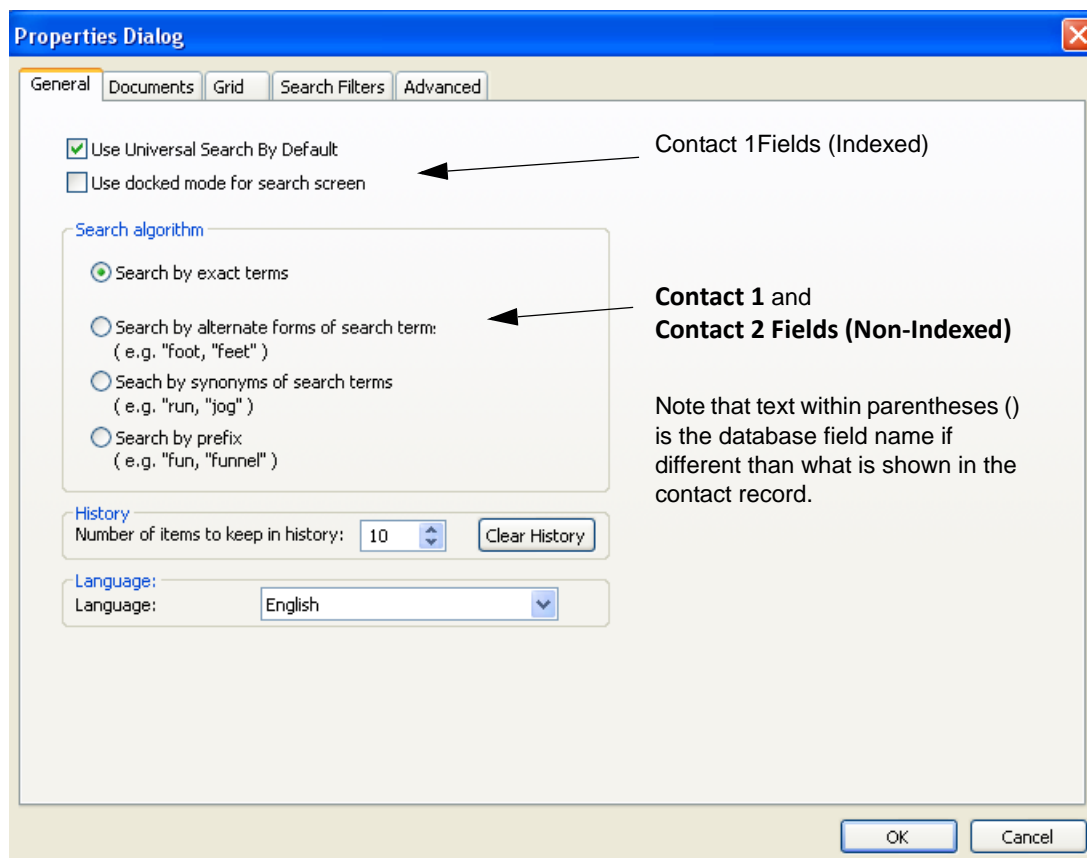 Properties Dialog
General Documents Grid Search Filters Advanced
Use Universal Search By Default
Use docked mode for search screen
Contact 1Fields (Indexed)
Search algorithm
Search by exact terms
Search by alternate forms of search term:
( e.g. "foot, "feet" )
Seach by synonyms of search terms
( e.g. "run, "jog" )
Search by prefix
( e.g. "fun, "funnel" )
Contact 1 and
Contact 2 Fields (Non-Indexed)
Note that text within parentheses ()
is the database field name if
different than what is shown in the
contact record.
History
Number of items to keep in history: 10 Clear History
Language:
Language: English
OK Cancel